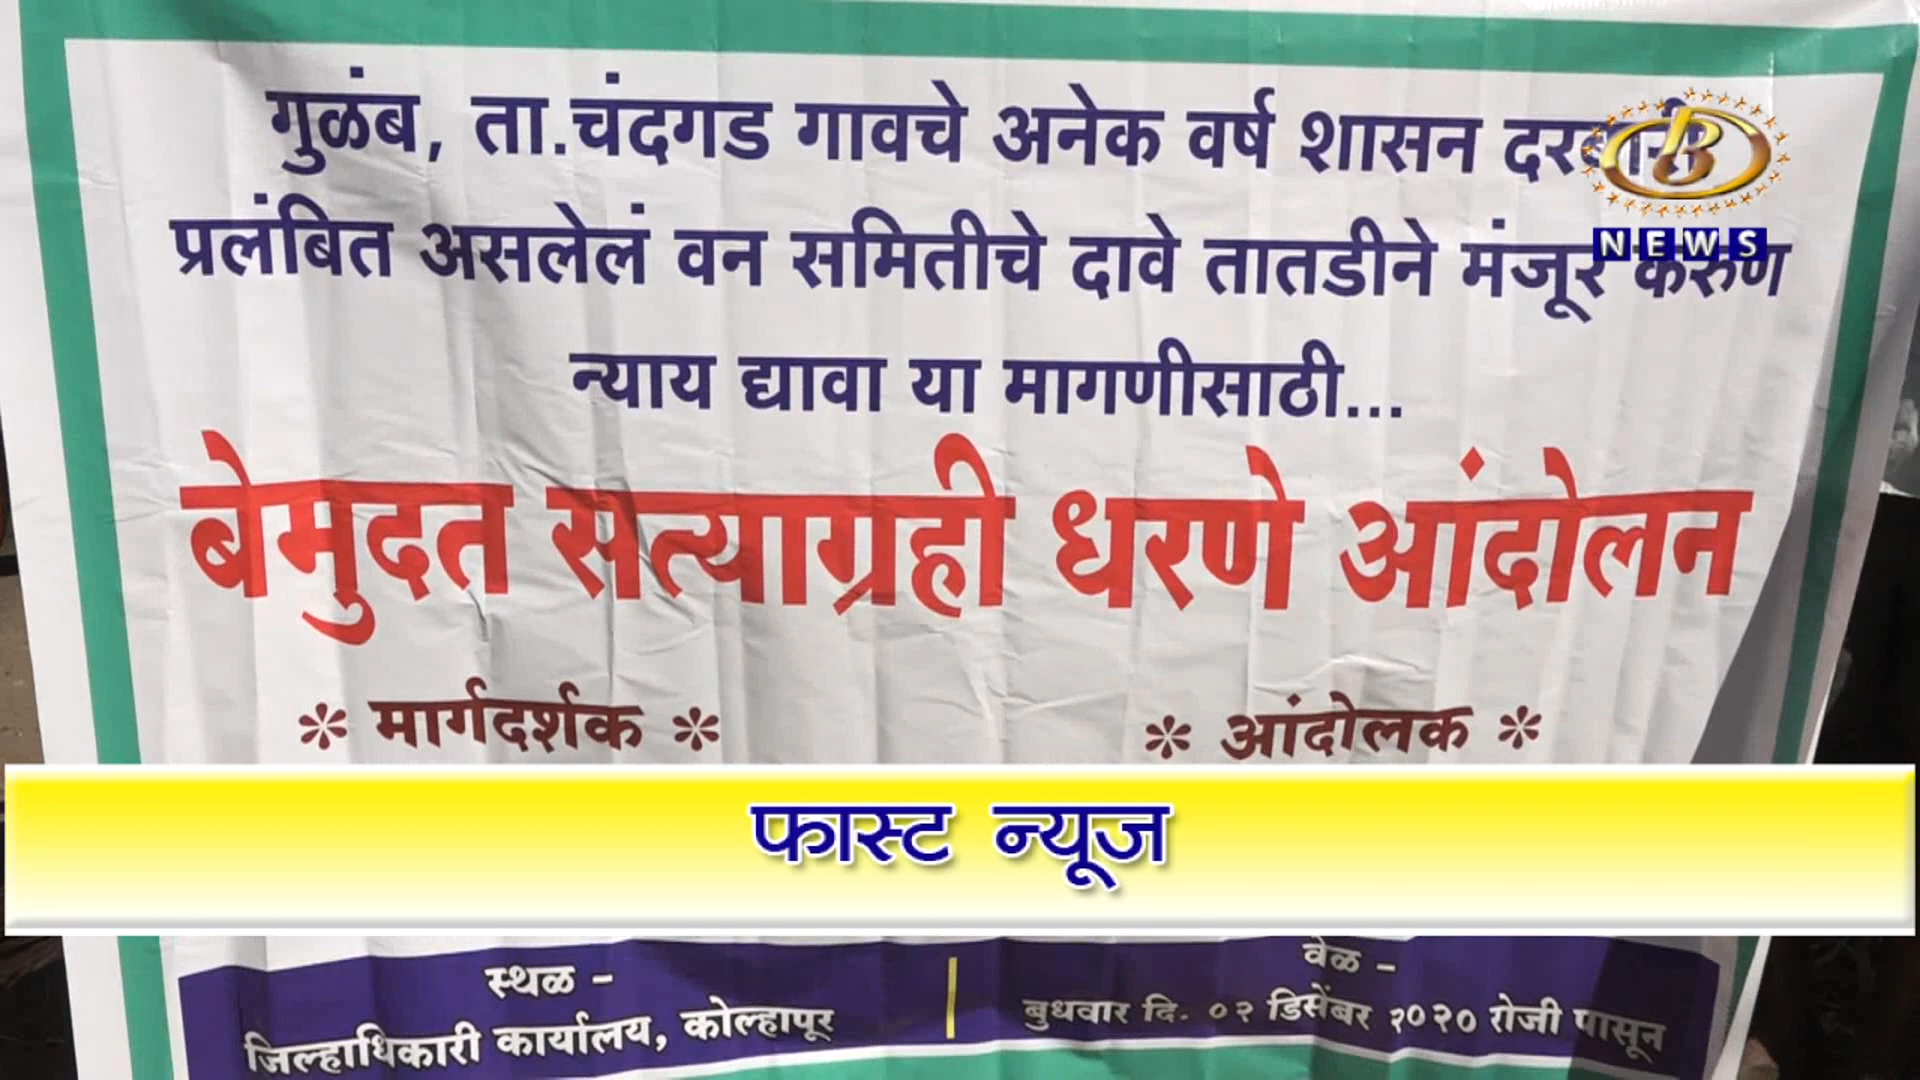 गुळंब, ता.चंदगड गावचे अनेक वर्ष शासन दरबारी
प्रलंबित असलेलं वन समितीचे दावे तातडीने मंजूर करुण
न्याय द्यावा या मागणीसाठी...
बेमुदत सत्याग्रही धरणे आंदोलन
* मार्गदर्शक *
* आंदोलक *
B
NEWS
फास्ट न्यूज
स्थळ -
जिल्हाधिकारी कार्यालय, कोल्हापूर
वेळ -
बुधवार दि. ०२ डिसेंबर २०२० रोजी पासून